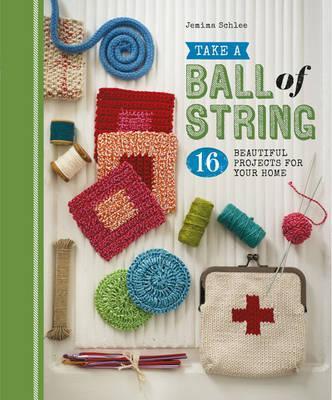 Jemima Schlee
TAKE A
BALL of
STRING
16
BEAUTIFUL
PROJECTS FOR
YOUR HOME